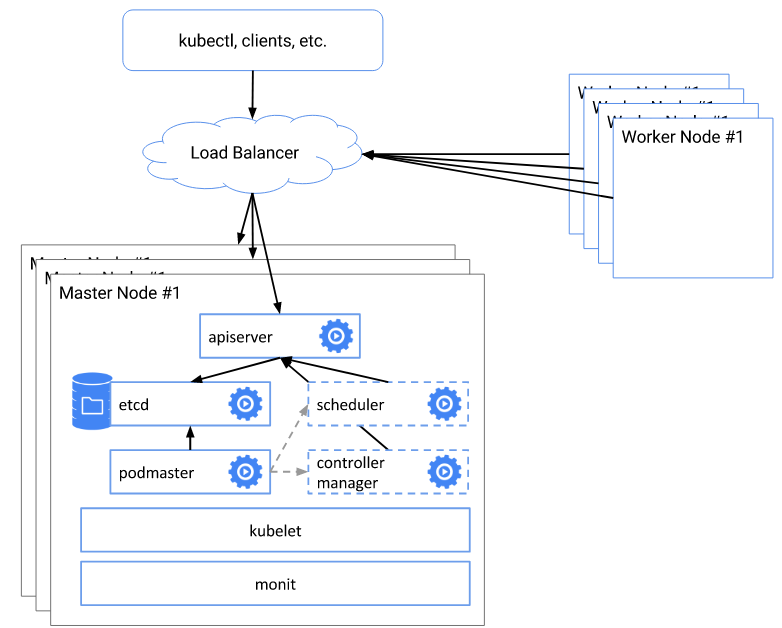 kubectl, clients, etc.
Load Balancer
Worker Node #1
Master Node #1
apiserver
etcd
scheduler
podmaster
controller
manager
kubelet
monit